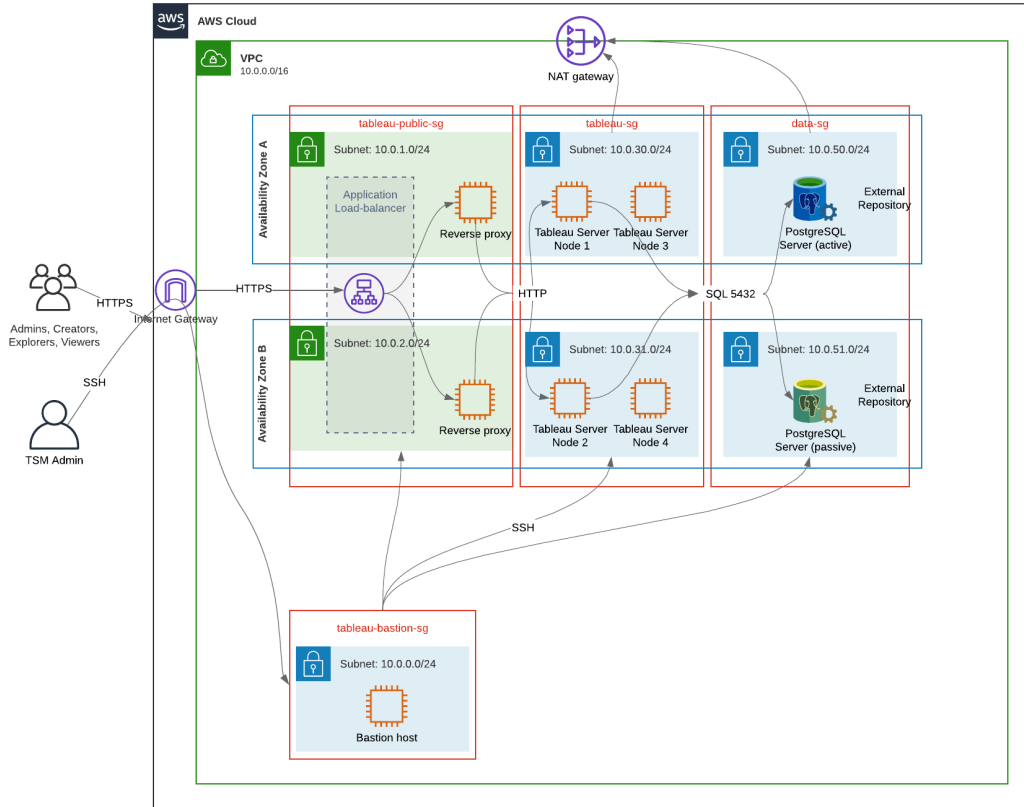 aws
AWS Cloud
VPC
10.0.0.0/16
NAT gateway
tableau-public-sg
tableau-sg
data-sg
Availability Zone A
Subnet: 10.0.1.0/24
Subnet: 10.0.30.0/24
Subnet: 10.0.50.0/24
Application
Load-balancer
Reverse proxy
Tableau Server
Node 1
Tableau Server
Node 3
External
Repository
PostgreSQL
Server (active)
HTTPS
Admins, Creators,
Explorers, Viewers
Internet Gateway
HTTPS
HTTP
SQL 5432
Availability Zone B
Subnet: 10.0.2.0/24
Subnet: 10.0.31.0/24
Subnet: 10.0.51.0/24
Reverse proxy
Tableau Server
Node 2
Tableau Server
Node 4
External
Repository
PostgreSQL
Server (passive)
SSH
TSM Admin
SSH
tableau-bastion-sg
Subnet: 10.0.0.0/24
Bastion host